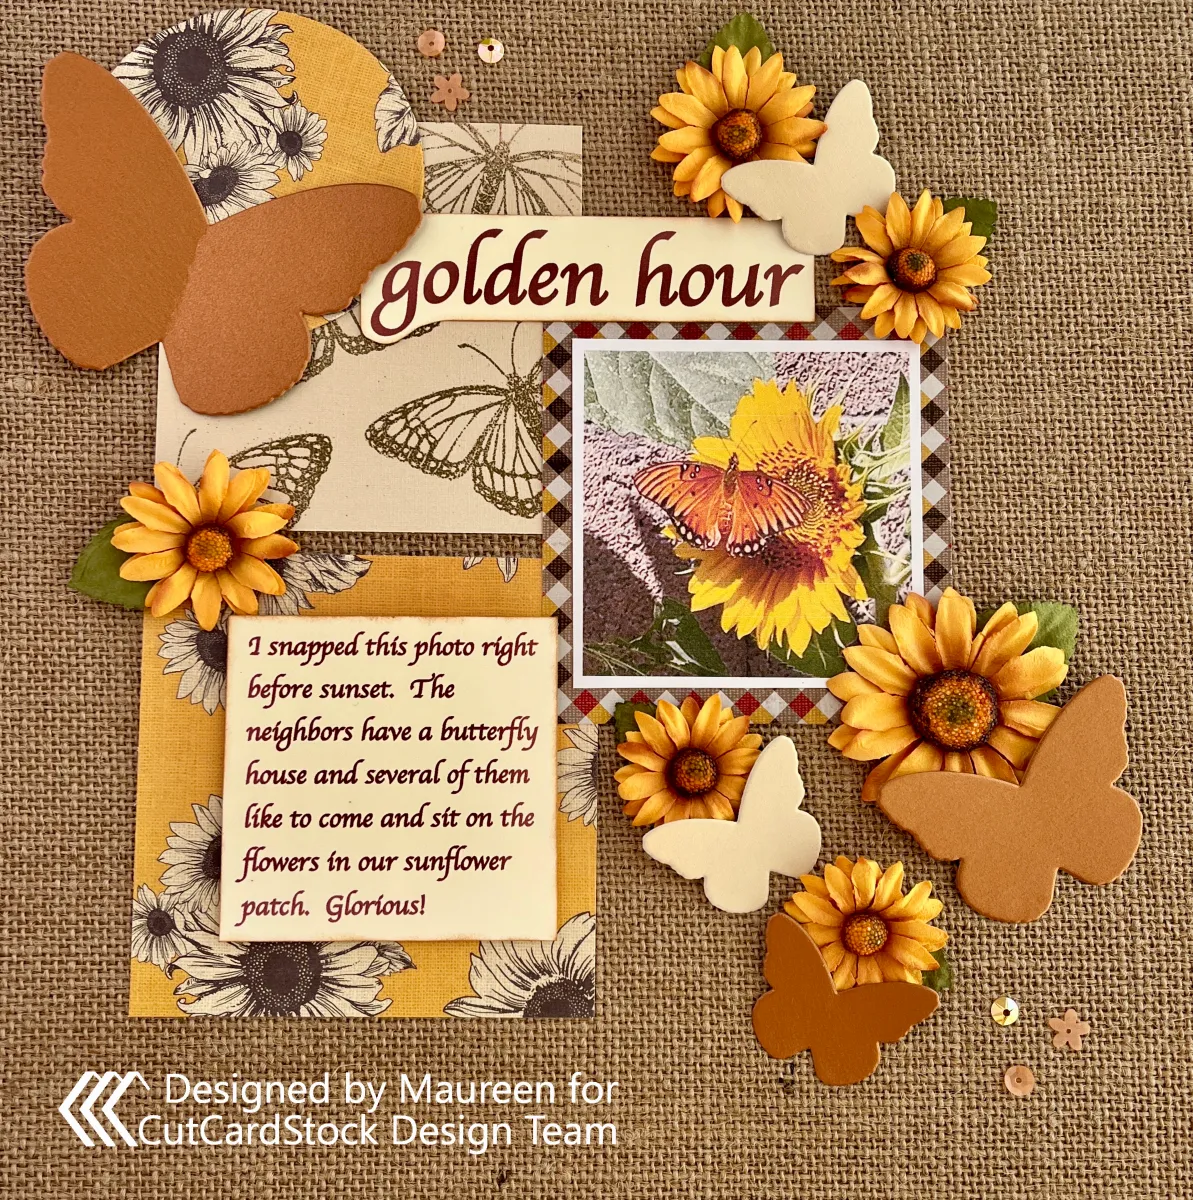 golden hour
I snapped this photo right
before sunset. The
neighbors have a butterfly
house and several of them
like to come and sit on the
flowers in our sunflower
patch. Glorious!
Designed by Maureen for
CutCardStock Design Team